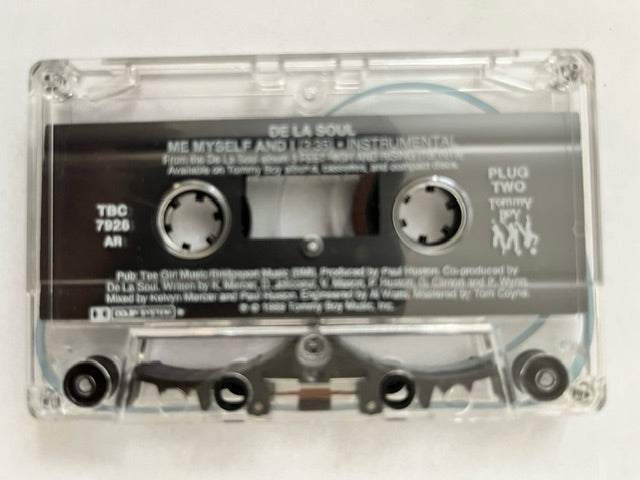 DE LA SOUL
ME MYSELF AND I (3:38) • INSTRUMENTAL
From the De La Soul album 3 FEET HIGH AND RISING
Available on Tommy Boy albums, cassettes, and compact discs.
PLUG
TWO
TOMMY
BOY
TBC
7926
AR
Pub. Tee Girl Music/Bridgeport Music (BMI). Produced by Paul Huston. Co-produced by
De La Soul. Written by K. Mercer, D. Jolicoeur, V. Mason, P. Huston, G. Clinton and P. Wynn.
Mixed by Kelvyn Mercer and Paul Huston. Engineered by Al Watts. Mastered by Tom Coyne.
DOLBY SYSTEM ®
℗ © 1989 Tommy Boy Music, Inc.